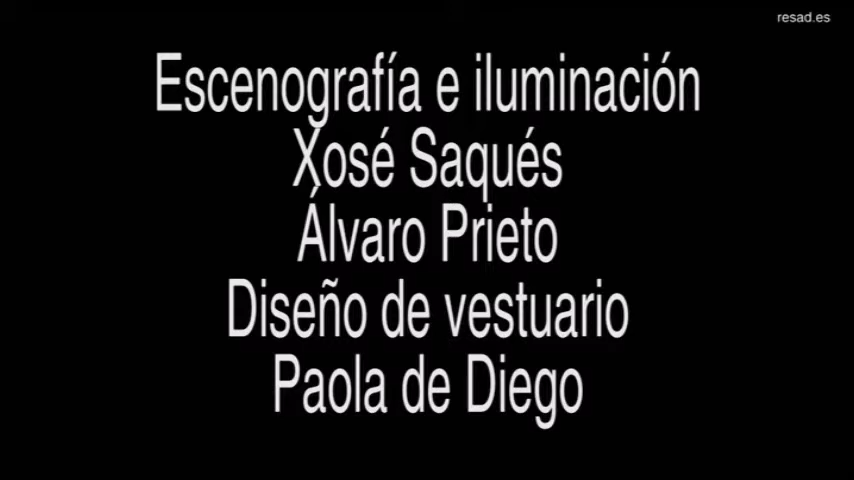 resad.es
Escenografía e iluminación
Xosé Saqués
Álvaro Prieto
Diseño de vestuario
Paola de Diego